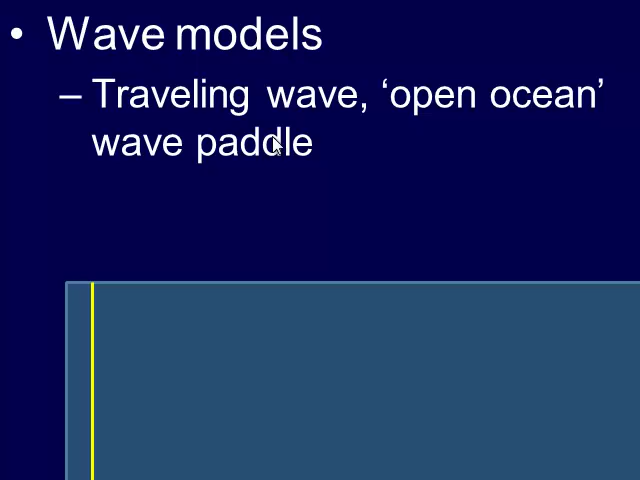 • Wave models
– Traveling wave, ‘open ocean’
wave paddle